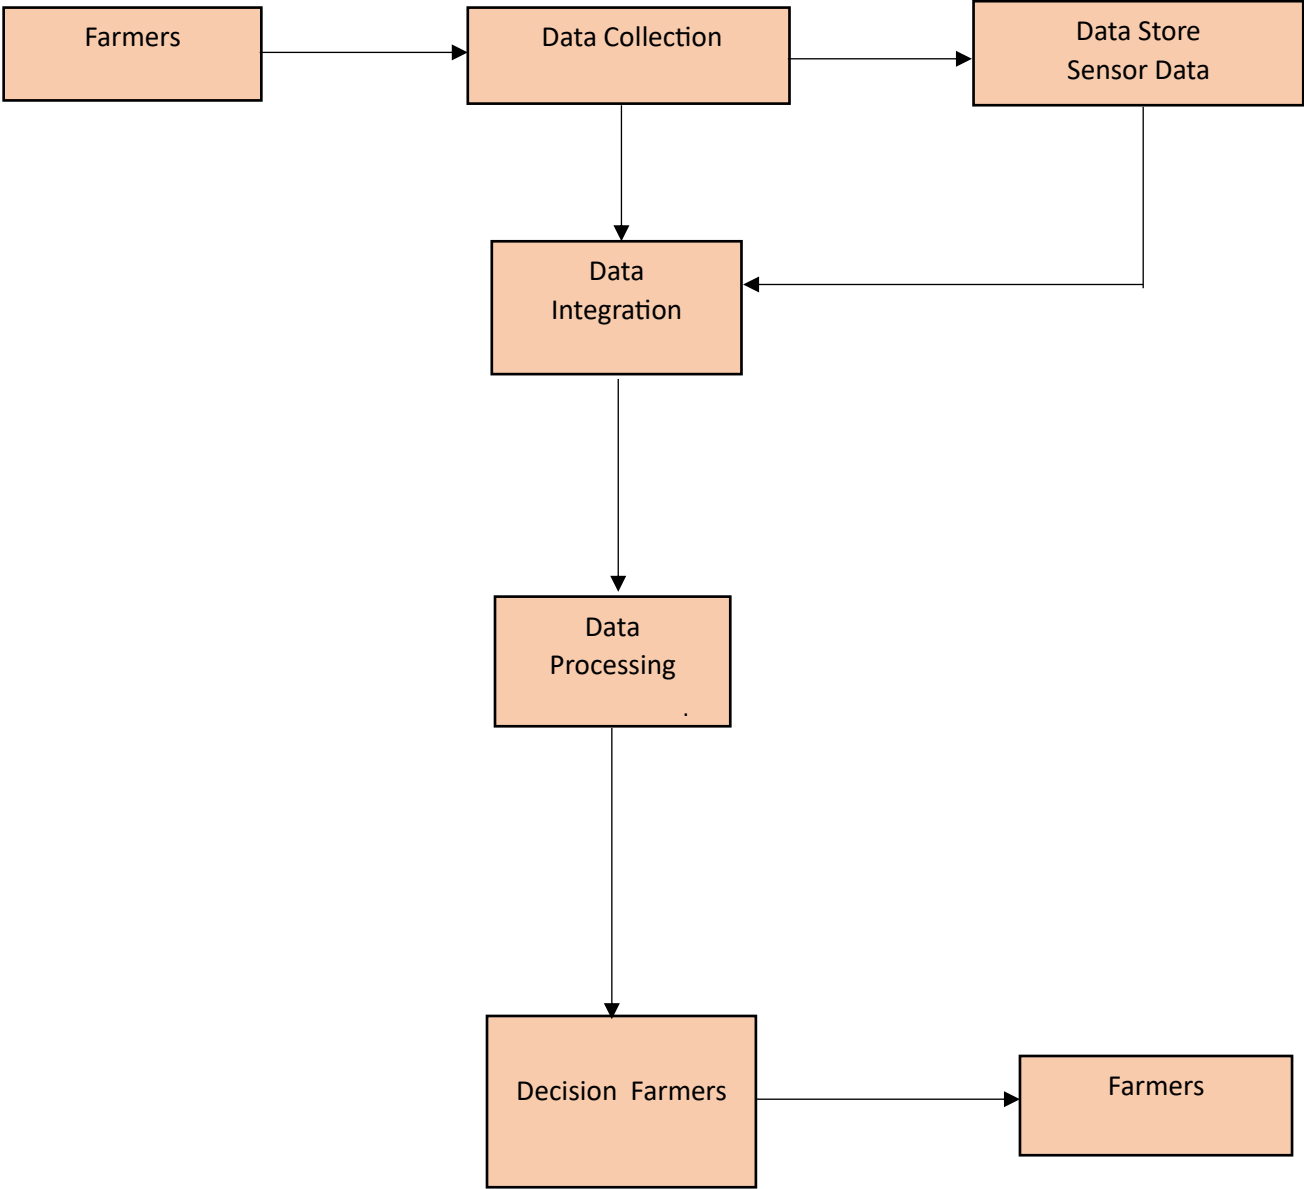 Farmers
Data Collection
Data Store
Sensor Data
Data
Integration
Data
Processing
.
Decision  Farmers
Farmers